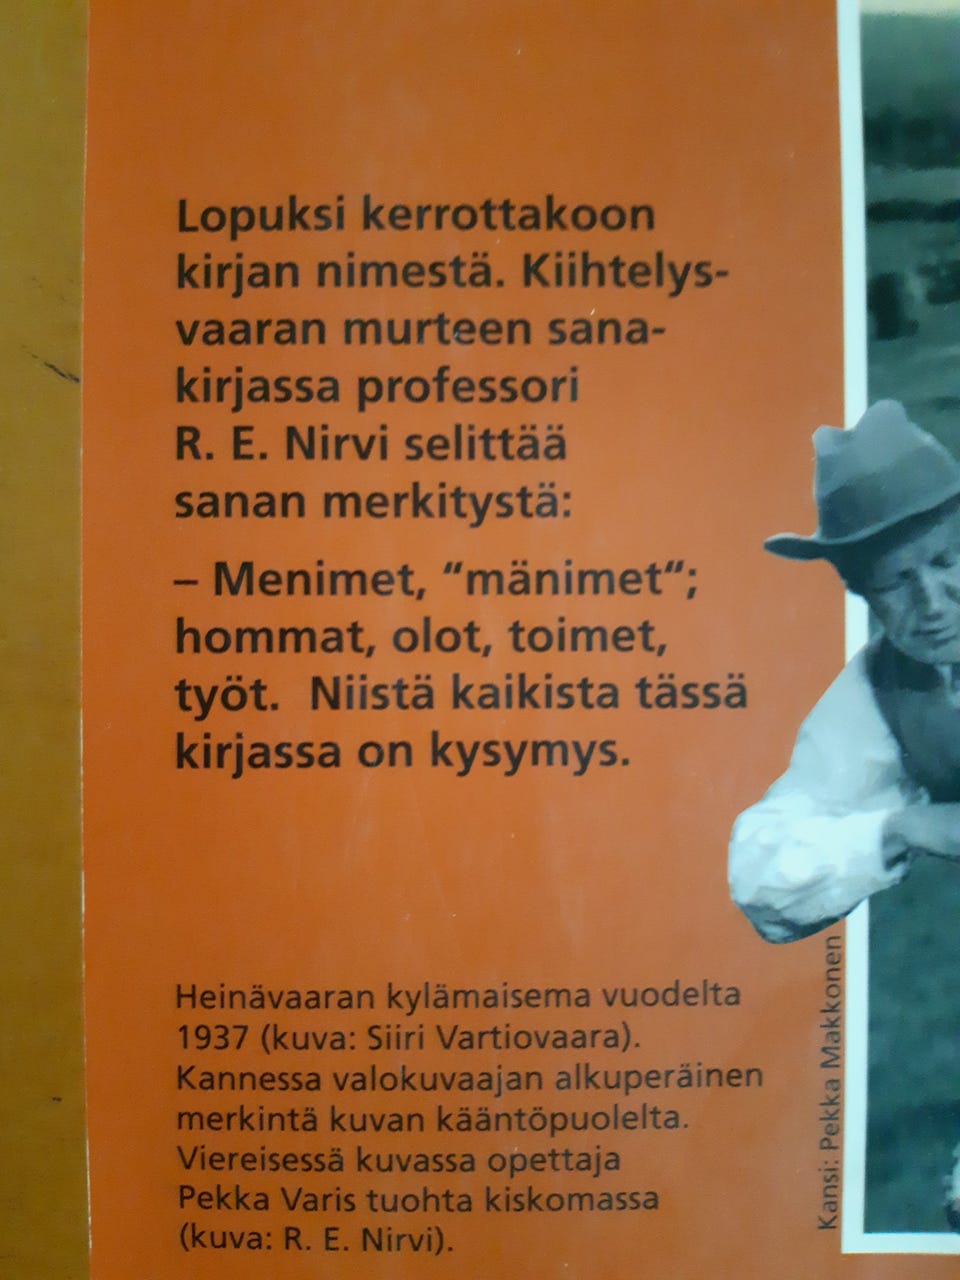 Lopuksi kerrottakoon
kirjan nimestä. Kiihtelys-
vaaran murteen sana-
kirjassa professori
R. E. Nirvi selittää
sanan merkitystä:
– Menimet, “mänimet“;
hommat, olot, toimet,
työt. Niistä kaikista tässä
kirjassa on kysymys.
Heinävaaran kylämaisema vuodelta
1937 (kuva: Siiri Vartiovaara).
Kannessa valokuvaajan alkuperäinen
merkintä kuvan kääntöpuolelta.
Viereisessä kuvassa opettaja
Pekka Varis tuohta kiskomassa
(kuva: R. E. Nirvi).
Kansi: Pekka Makkonen